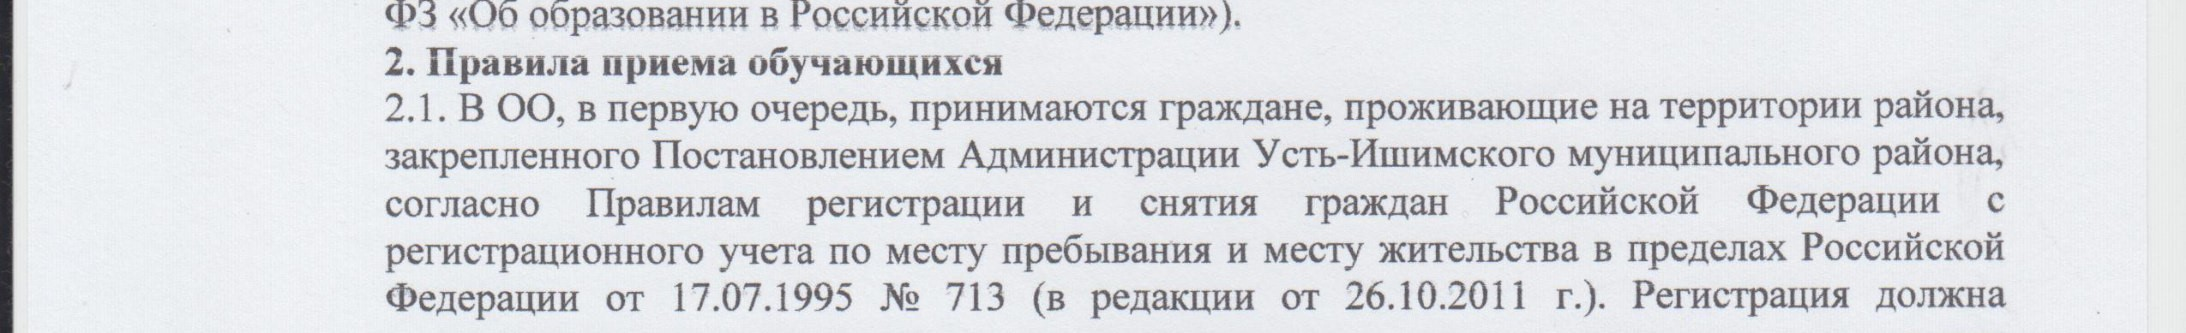 ФЗ «Об образовании в Российской Федерации»).
2. Правила приема обучающихся
2.1. В ОО, в первую очередь, принимаются граждане, проживающие на территории района,
закрепленного Постановлением Администрации Усть-Ишимского муниципального района,
согласно Правилам регистрации и снятия граждан Российской Федерации с
регистрационного учета по месту пребывания и месту жительства в пределах Российской
Федерации от 17.07.1995 № 713 (в редакции от 26.10.2011 г.). Регистрация должна